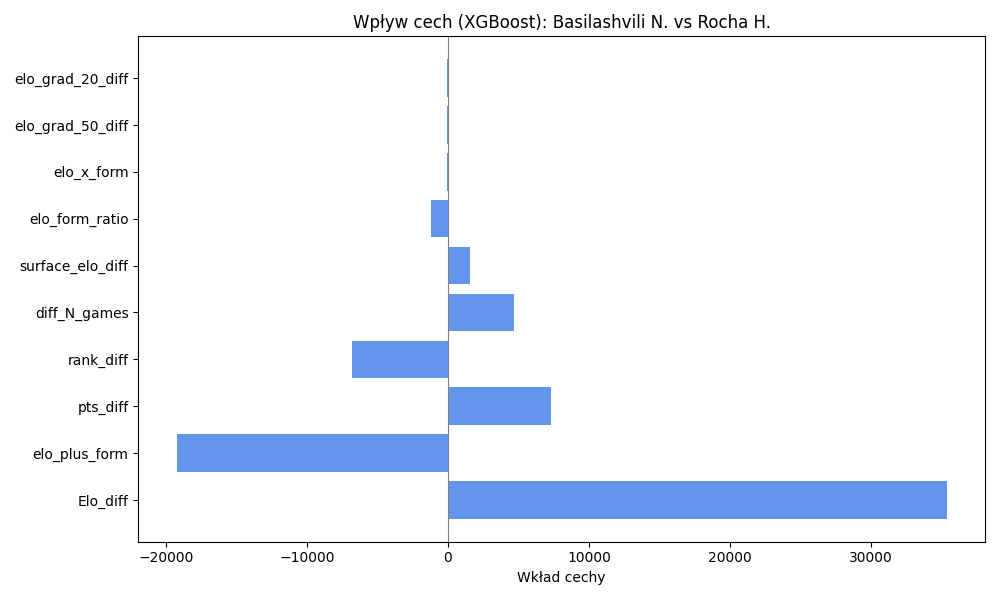 Wpływ cech (XGBoost): Basilashvili N. vs Rocha H.
elo_grad_20_diff
elo_grad_50_diff
elo_x_form
elo_form_ratio
surface_elo_diff
diff_N_games
rank_diff
pts_diff
elo_plus_form
Elo_diff
−20000 −10000 0 10000 20000 30000
Wkład cechy